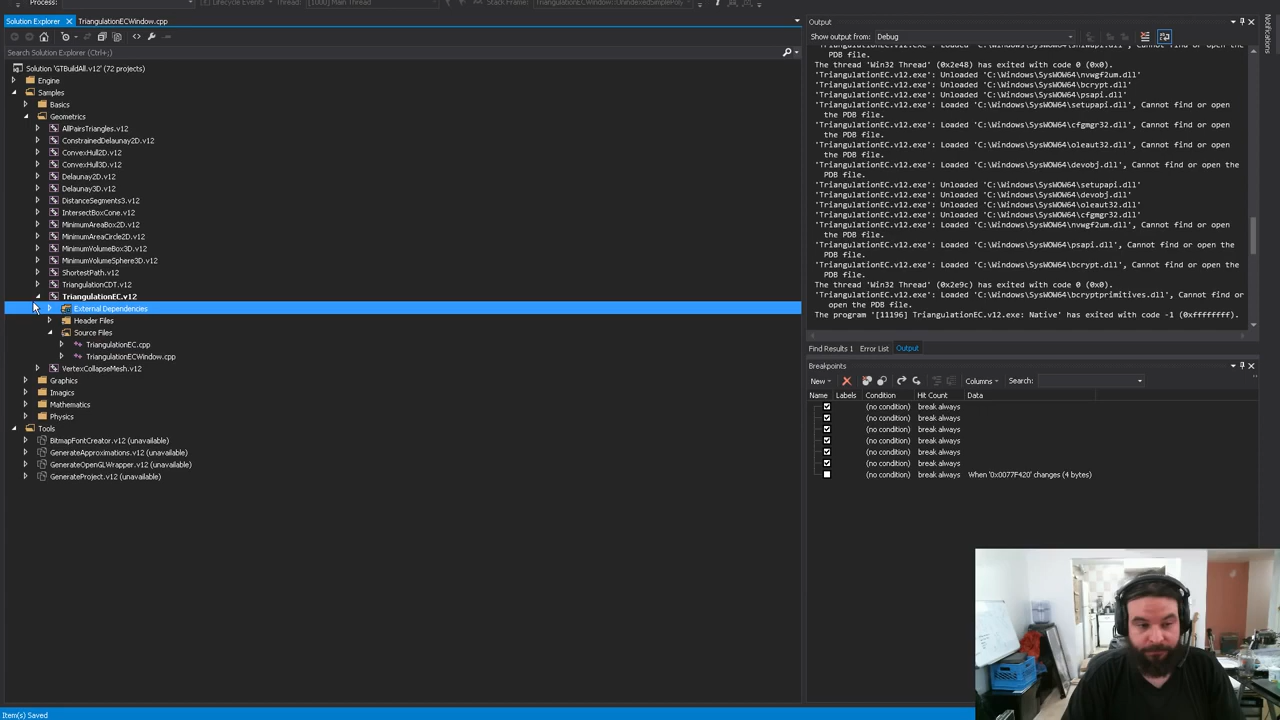 Process:
Lifecycle Events
Thread:
[1000] Main Thread
Stack Frame:
Solution Explorer
TriangulationECWindow.cpp
Search Solution Explorer (Ctrl+;)
Solution 'GTBuildAll.v12' (72 projects)
Engine
Samples
Basics
Geometrics
AllPairsTriangles.v12
ConstrainedDelaunay2D.v12
ConvexHull2D.v12
ConvexHull3D.v12
Delaunay2D.v12
Delaunay3D.v12
DistanceSegments3.v12
IntersectBoxCone.v12
MinimumAreaBox2D.v12
MinimumAreaCircle2D.v12
MinimumVolumeBox3D.v12
MinimumVolumeSphere3D.v12
ShortestPath.v12
TriangulationCDT.v12
TriangulationEC.v12
External Dependencies
Header Files
Source Files
TriangulationEC.cpp
TriangulationECWindow.cpp
VertexCollapseMesh.v12
Graphics
Imagics
Mathematics
Physics
Tools
BitmapFontCreator.v12 (unavailable)
GenerateApproximations.v12 (unavailable)
GenerateOpenGLWrapper.v12 (unavailable)
GenerateProject.v12 (unavailable)
Item(s) Saved
Output
Show output from: Debug
PDB file.
The thread 'Win32 Thread' (0x2e48) has exited with code 0 (0x0).
'TriangulationEC.v12.exe': Unloaded 'C:\Windows\SysWOW64\nvwgf2um.dll'
'TriangulationEC.v12.exe': Unloaded 'C:\Windows\SysWOW64\bcrypt.dll'
'TriangulationEC.v12.exe': Unloaded 'C:\Windows\SysWOW64\psapi.dll'
'TriangulationEC.v12.exe': Loaded 'C:\Windows\SysWOW64\setupapi.dll', Cannot find or open
the PDB file.
'TriangulationEC.v12.exe': Loaded 'C:\Windows\SysWOW64\cfgmgr32.dll', Cannot find or open
the PDB file.
'TriangulationEC.v12.exe': Loaded 'C:\Windows\SysWOW64\oleaut32.dll', Cannot find or open
the PDB file.
'TriangulationEC.v12.exe': Loaded 'C:\Windows\SysWOW64\devobj.dll', Cannot find or open the
PDB file.
'TriangulationEC.v12.exe': Unloaded 'C:\Windows\SysWOW64\setupapi.dll'
'TriangulationEC.v12.exe': Unloaded 'C:\Windows\SysWOW64\devobj.dll'
'TriangulationEC.v12.exe': Unloaded 'C:\Windows\SysWOW64\oleaut32.dll'
'TriangulationEC.v12.exe': Unloaded 'C:\Windows\SysWOW64\cfgmgr32.dll'
'TriangulationEC.v12.exe': Loaded 'C:\Windows\SysWOW64\nvwgf2um.dll', Cannot find or open
the PDB file.
'TriangulationEC.v12.exe': Loaded 'C:\Windows\SysWOW64\psapi.dll', Cannot find or open the
PDB file.
'TriangulationEC.v12.exe': Loaded 'C:\Windows\SysWOW64\bcrypt.dll', Cannot find or open the
PDB file.
The thread 'Win32 Thread' (0x2e9c) has exited with code 0 (0x0).
'TriangulationEC.v12.exe': Loaded 'C:\Windows\SysWOW64\bcryptprimitives.dll', Cannot find or
open the PDB file.
The program '[11196] TriangulationEC.v12.exe: Native' has exited with code -1 (0xffffffff).
Find Results 1
Error List
Output
Breakpoints
New
Columns
Search:
Name
Labels
Condition
Hit Count
Data
(no condition) break always
(no condition) break always
(no condition) break always
(no condition) break always
(no condition) break always
(no condition) break always
(no condition) break always When '0x0077F420' changes (4 bytes)
Notifications